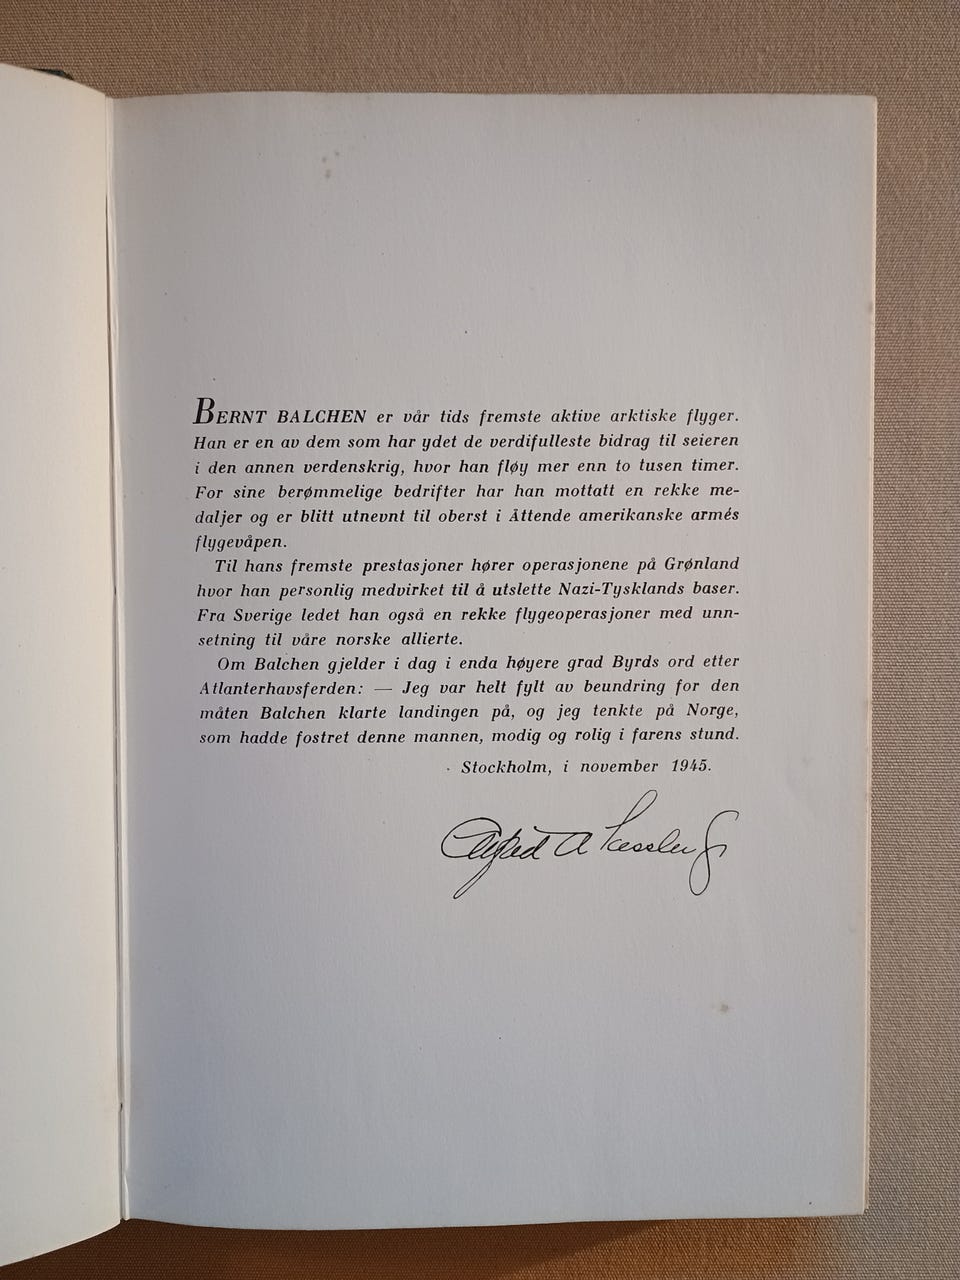 BERNT BALCHEN er vår tids fremste aktive arktiske flyger.
Han er en av dem som har ydet de verdifulleste bidrag til seieren
i den annen verdenskrig, hvor han fløy mer enn to tusen timer.
For sine berømmelige bedrifter har han mottatt en rekke me-
daljer og er blitt utnevnt til oberst i Åttende amerikanske armés
flygevåpen.
Til hans fremste prestasjoner hører operasjonene på Grønland
hvor han personlig medvirket til å utslette Nazi-Tysklands baser.
Fra Sverige ledet han også en rekke flygeoperasjoner med unn-
setning til våre norske allierte.
Om Balchen gjelder i dag i enda høyere grad Byrds ord etter
Atlanterhavsferden: — Jeg var helt fylt av beundring for den
måten Balchen klarte landingen på, og jeg tenkte på Norge,
som hadde fostret denne mannen, modig og rolig i farens stund.
Stockholm, i november 1945.
Alfred A Kessler Jr